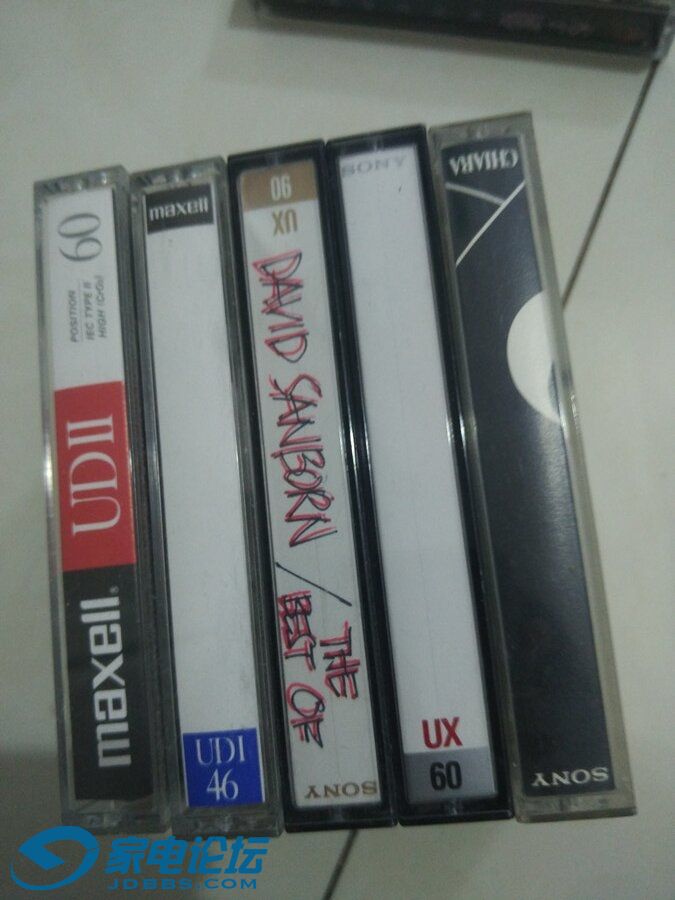 60
POSITION
IEC TYPE II
HIGH (CrO₂)
UDII
maxell®
maxell
UDI
46
90
UX
DAVID SANBORN / THE
BEST OF
SONY
SONY
UX
60
CHIARA
SONY
家电论坛
JDBBS.COM